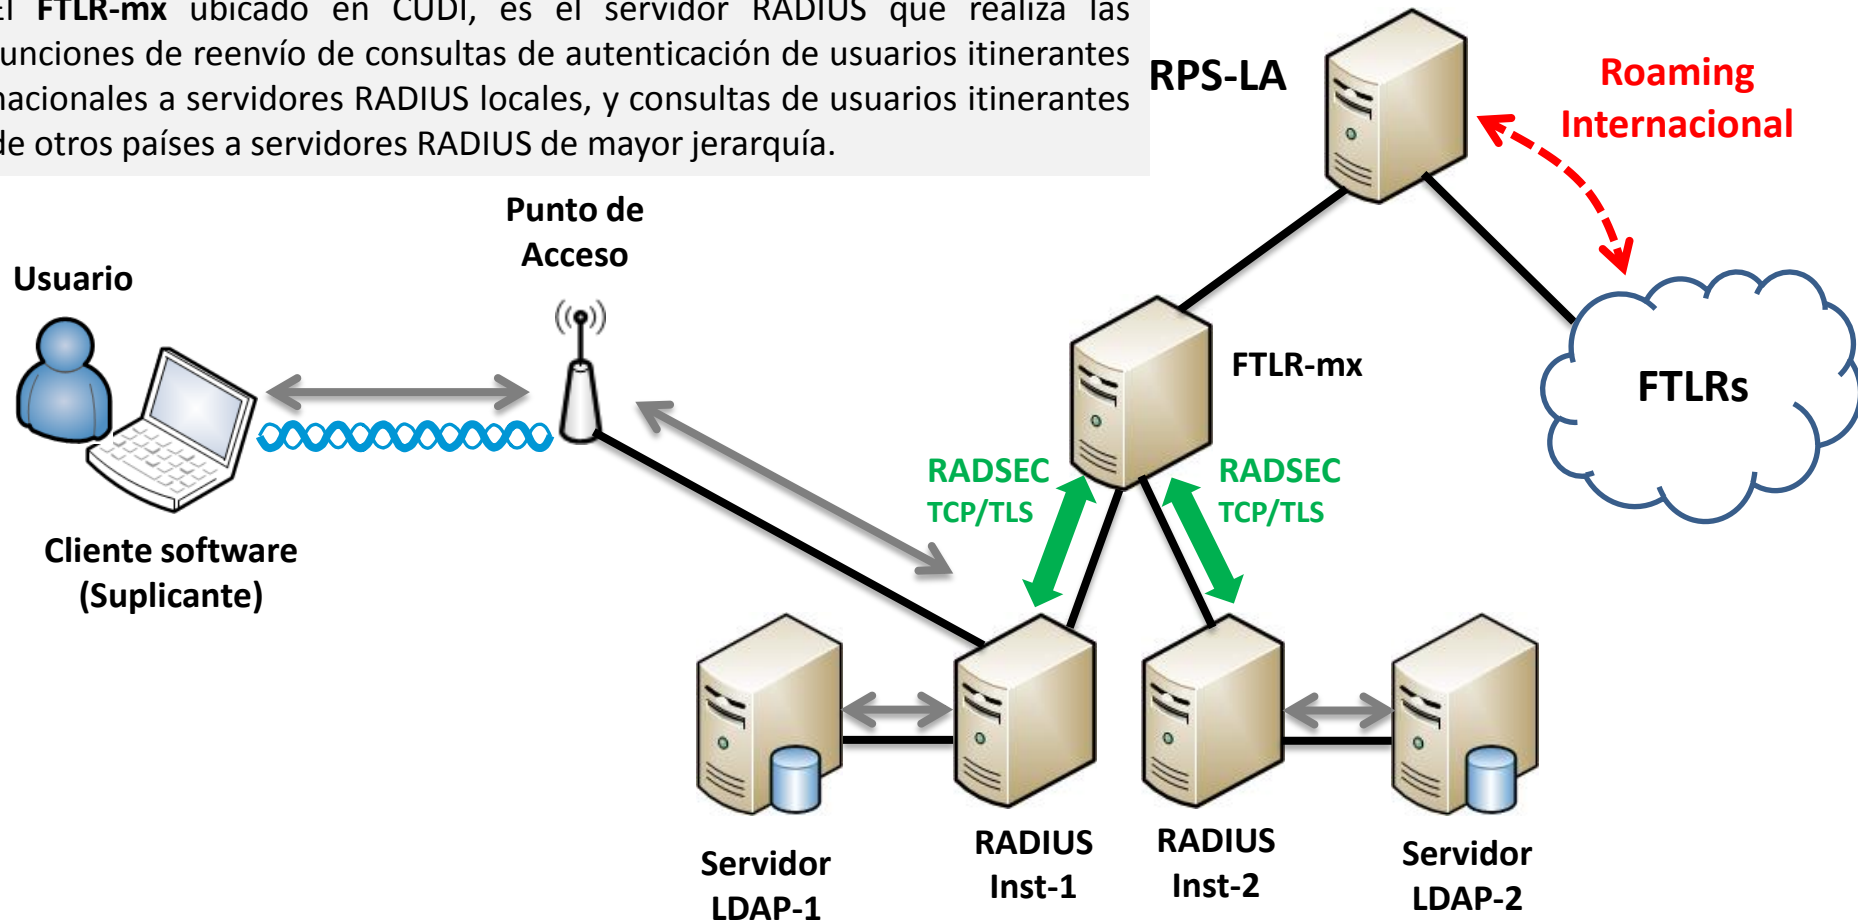 El FTLR-mx ubicado en CUDI, es el servidor RADIUS que realiza las
funciones de reenvío de consultas de autenticación de usuarios itinerantes
nacionales a servidores RADIUS locales, y consultas de usuarios itinerantes
de otros países a servidores RADIUS de mayor jerarquía.
RPS-LA
Roaming
Internacional
Punto de
Acceso
Usuario
FTLR-mx
FTLRs
RADSEC
TCP/TLS
RADSEC
TCP/TLS
Cliente software
(Suplicante)
Servidor
LDAP-1
RADIUS
Inst-1
RADIUS
Inst-2
Servidor
LDAP-2